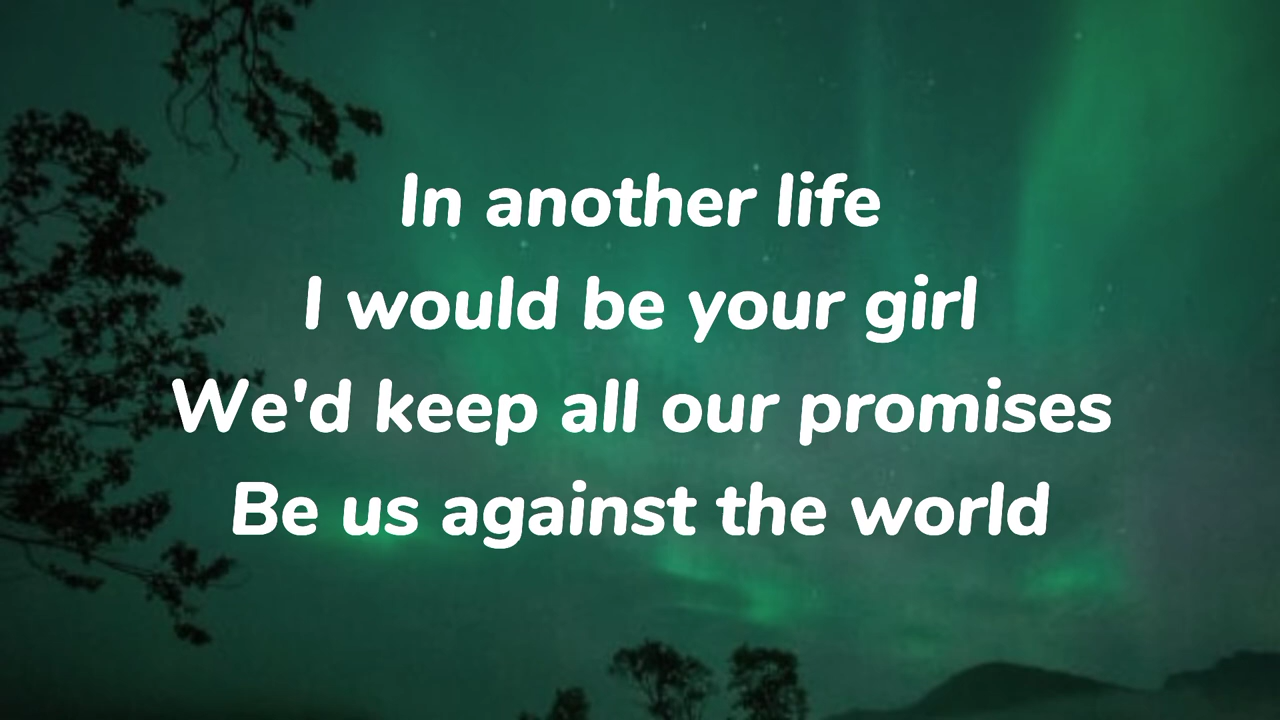 In another life
I would be your girl
We'd keep all our promises
Be us against the world